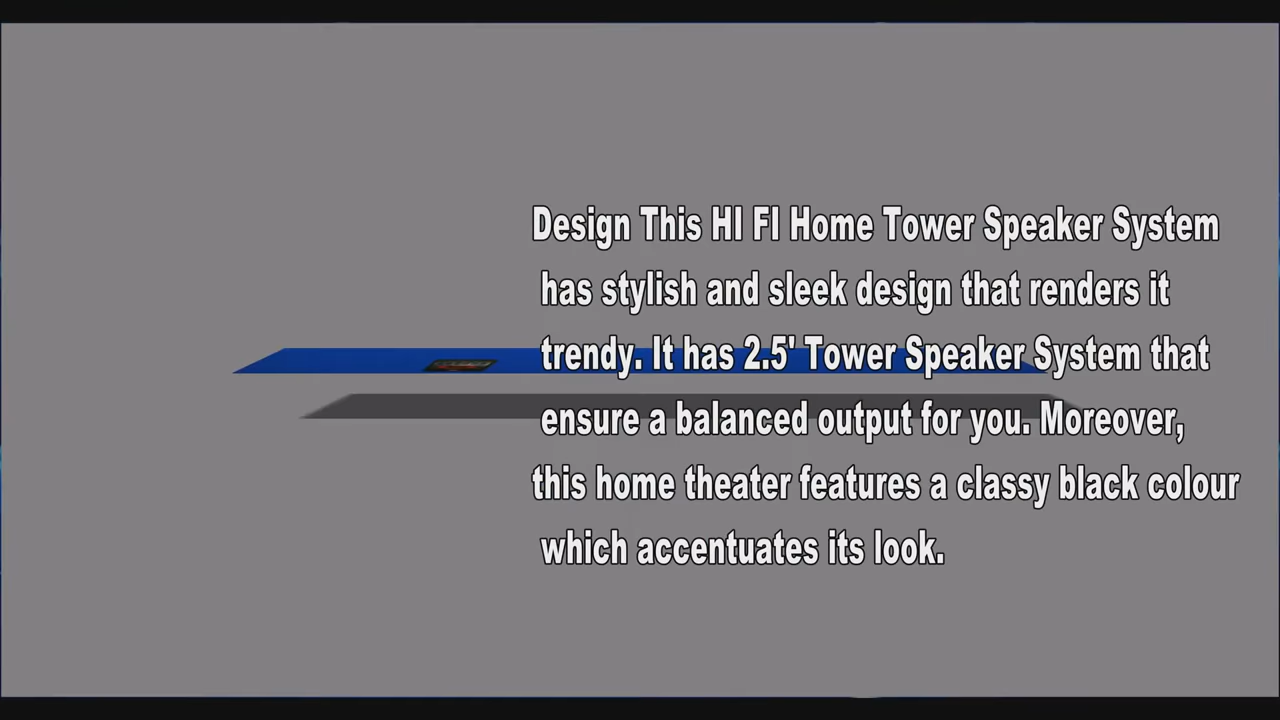 Design This HI FI Home Tower Speaker System
has stylish and sleek design that renders it
trendy. It has 2.5' Tower Speaker System that
ensure a balanced output for you. Moreover,
this home theater features a classy black colour
which accentuates its look.